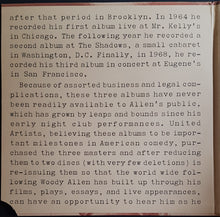 after that period in Brooklyn. In 1964 he
recorded his first album live at Mr. Kelly's
in Chicago. The following year he recorded a
second album at The Shadows, a small cabaret
in Washington, D.C. Finally, in 1968, he re-
corded his third album in concert at Eugene's
in San Francisco.
Because of assorted business and legal com-
plications, these three albums have never
been readily available to Allen's public,
which has grown by leaps and bounds since his
early night club performances. United
Artists, believing these albums to be impor-
tant milestones in American comedy, pur-
chased the three masters and after reducing
them to two discs (with very few deletions) is
re-issuing them so that the world wide fol-
lowing Woody Allen has built up through his
films, plays, essays, and live appearances,
can have an opportunity to hear him as he